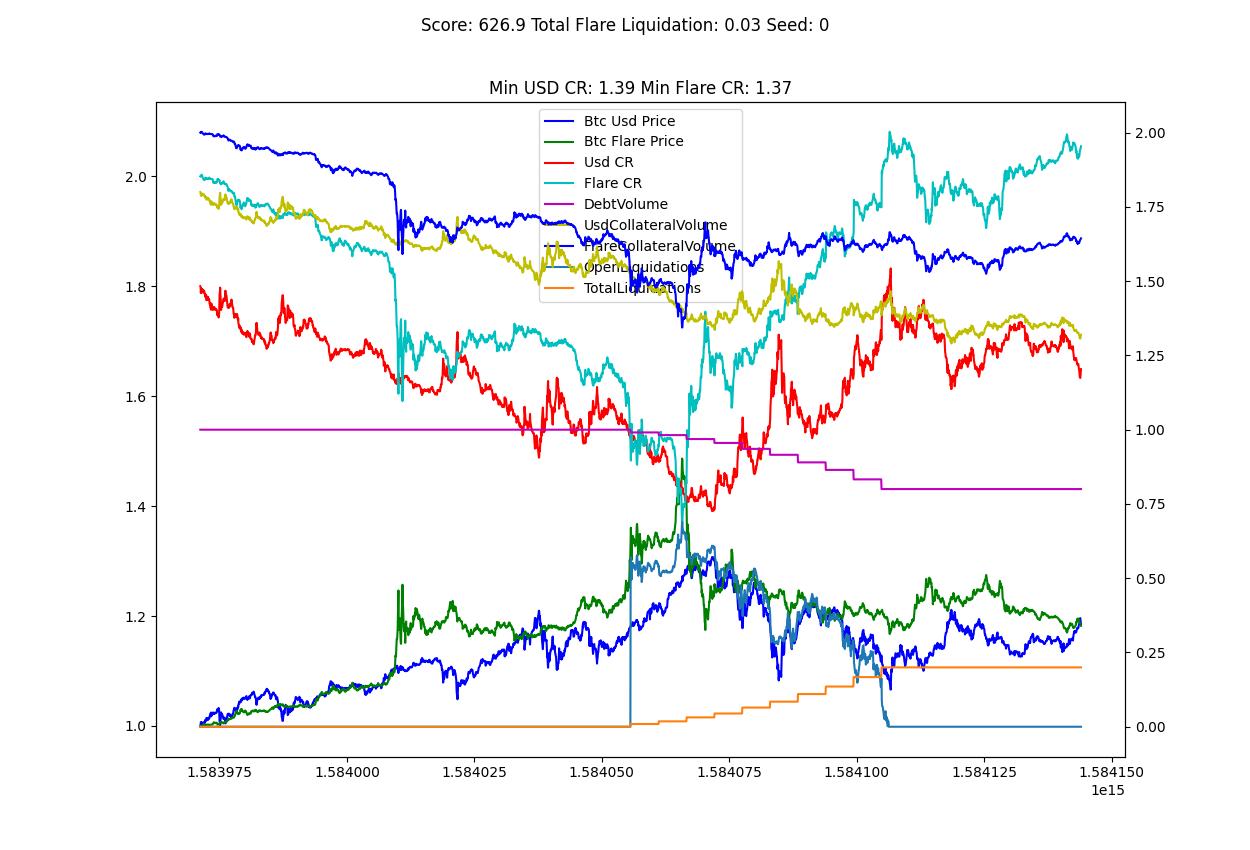 Score: 626.9 Total Flare Liquidation: 0.03 Seed: 0
Min USD CR: 1.39 Min Flare CR: 1.37
Btc Usd Price
Btc Flare Price
Usd CR
Flare CR
DebtVolume
UsdCollateralVolume
FlareCollateralVolume
OpenLiquidations
TotalLiquidations
2.0
1.8
1.6
1.4
1.2
1.0
2.00
1.75
1.50
1.25
1.00
0.75
0.50
0.25
0.00
1.583975 1.584000 1.584025 1.584050 1.584075 1.584100 1.584125 1.584150
1e15